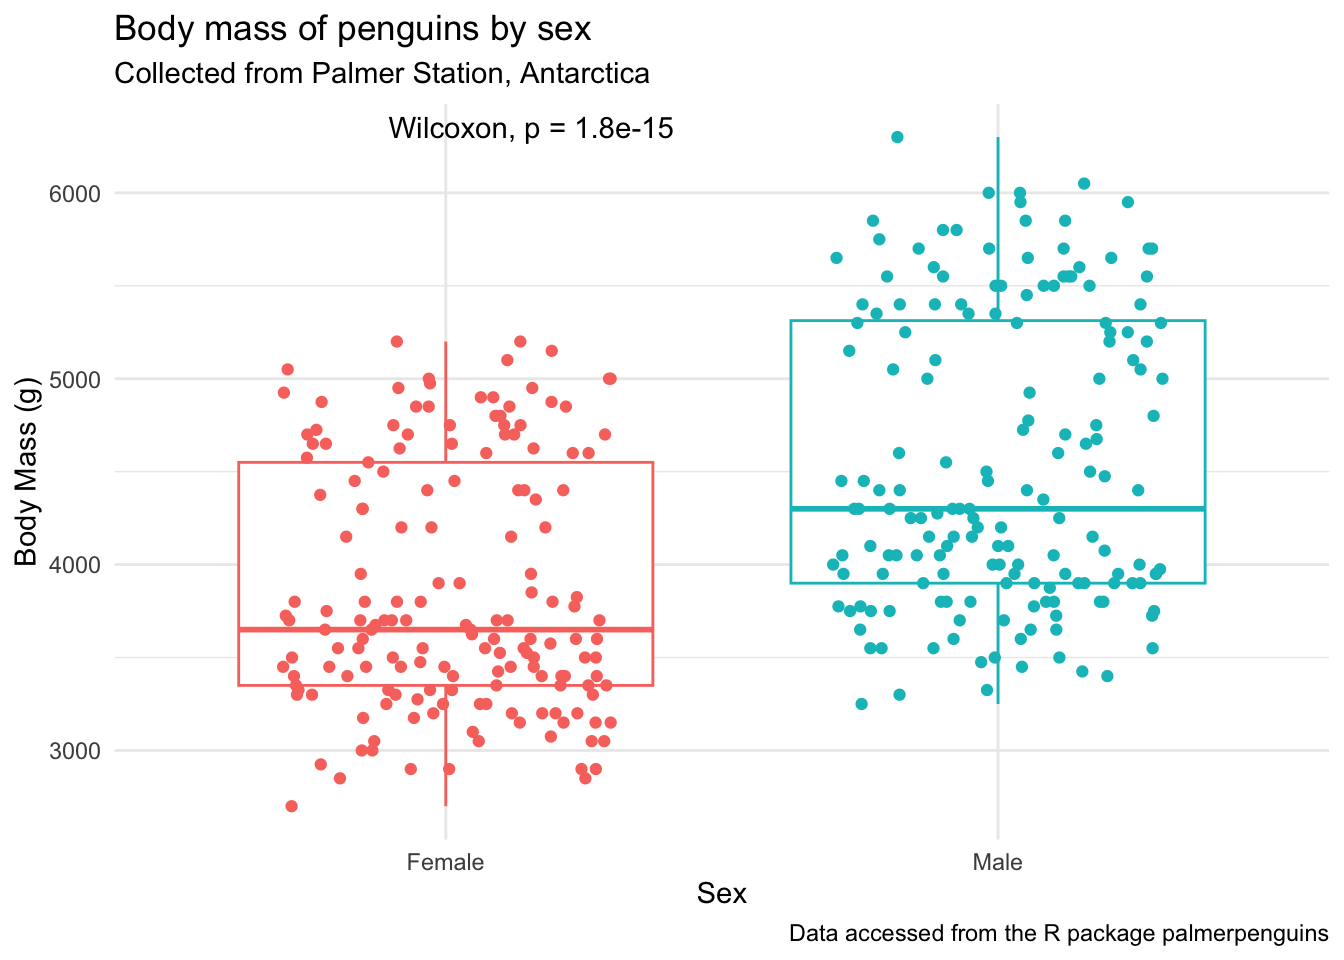 Body mass of penguins by sex
Collected from Palmer Station, Antarctica
Wilcoxon, p = 1.8e-15
6000
5000
4000
3000
Body Mass (g)
Female
Male
Sex
Data accessed from the R package palmerpenguins